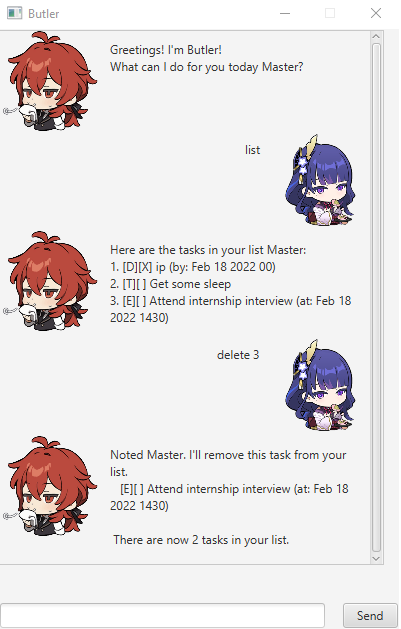 Butler
Greetings! I'm Butler!
What can I do for you today Master?
list
Here are the tasks in your list Master:
1. [D][X] ip (by: Feb 18 2022 00)
2. [T][ ] Get some sleep
3. [E][ ] Attend internship interview (at: Feb 18
2022 1430)
delete 3
Noted Master. I'll remove this task from your
list.
[E][ ] Attend internship interview (at: Feb 18
2022 1430)
There are now 2 tasks in your list.
Send